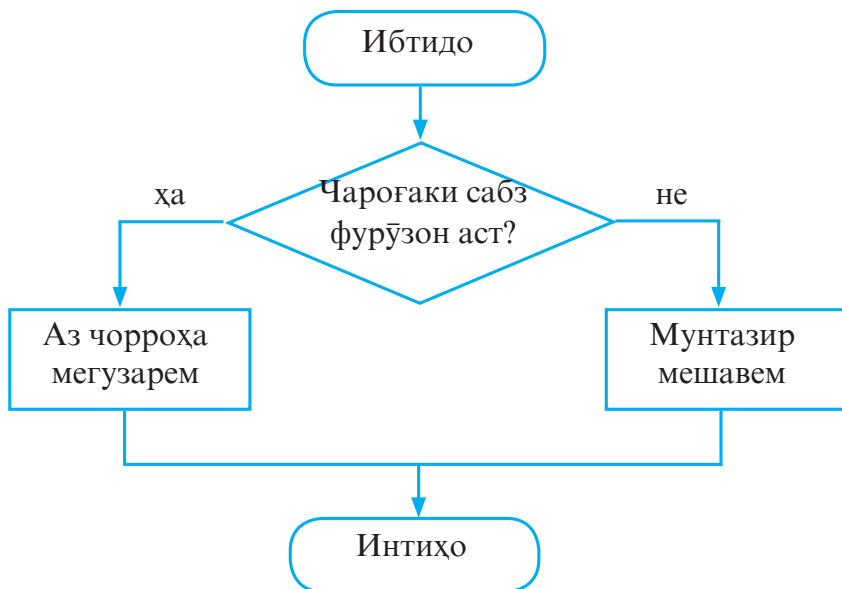 Ибтидо
Чароғаки сабз
фурӯзон аст?
ҳа
не
Аз чорроҳа
мегузарем
Мунтазир
мешавем
Интиҳо